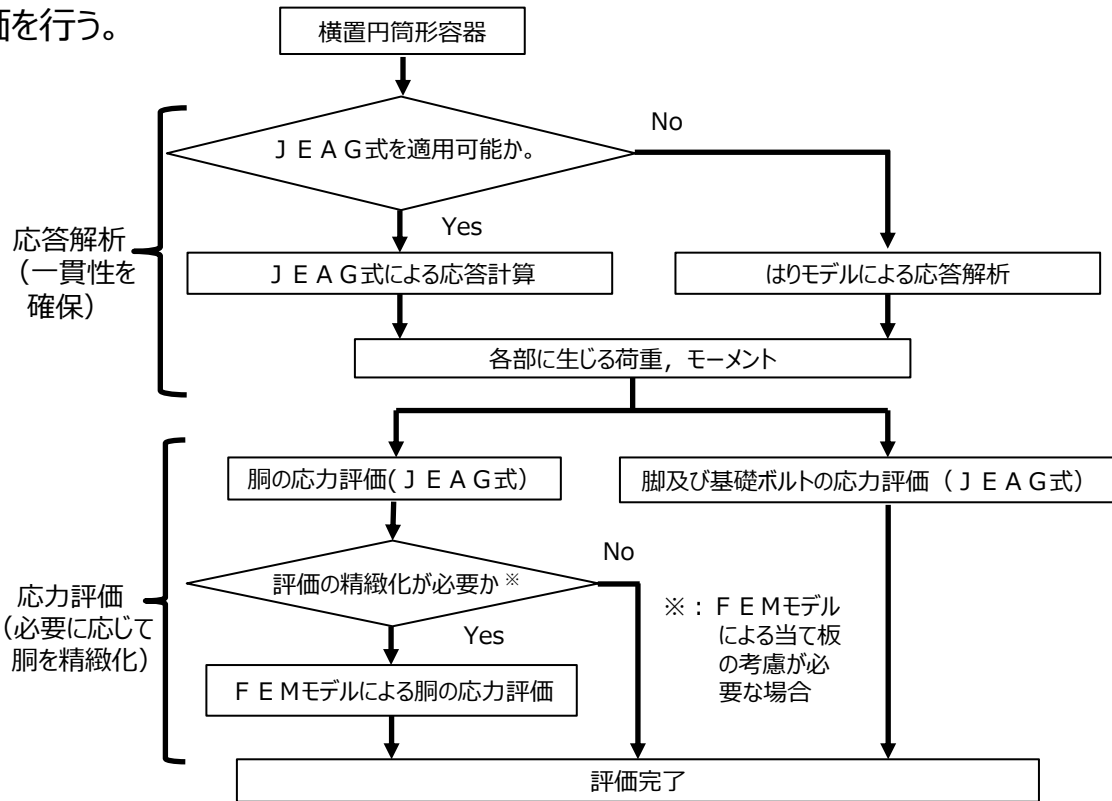 価を行う。
横置円筒形容器
ＪＥＡＧ式を適用可能か。
No
Yes
応答解析
（一貫性を
確保）
ＪＥＡＧ式による応答計算
はりモデルによる応答解析
各部に生じる荷重，モーメント
胴の応力評価(ＪＥＡＧ式）
脚及び基礎ボルトの応力評価（ＪＥＡＧ式）
評価の精緻化が必要か※
No
Yes
応力評価
（必要に応じて
胴を精緻化）
※：ＦＥＭモデル
による当て板
の考慮が必
要な場合
ＦＥＭモデルによる胴の応力評価
評価完了